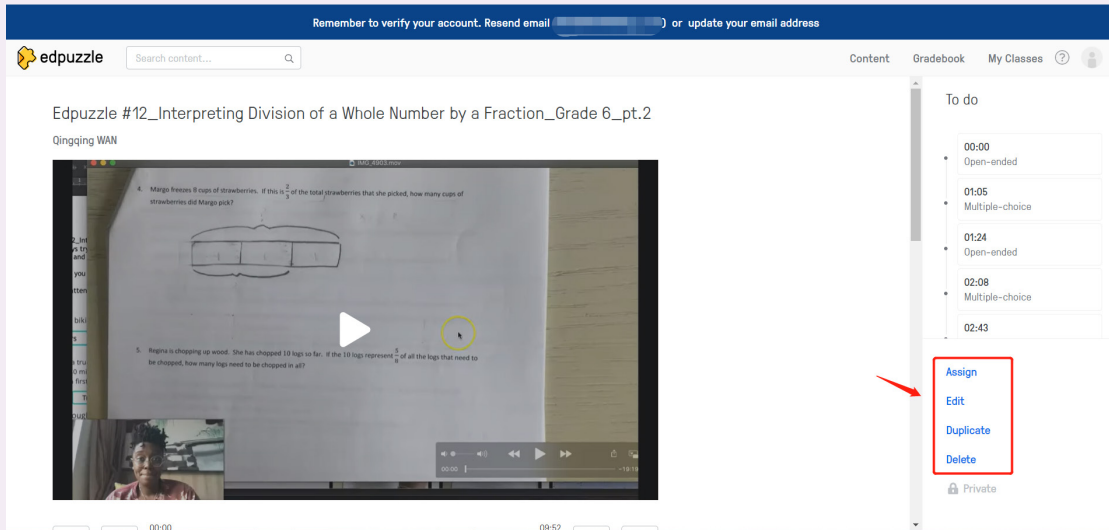 Remember to verify your account. Resend email ) or update your email address
edpuzzle
Search content...
Content Gradebook My Classes ?
Edpuzzle #12_Interpreting Division of a Whole Number by a Fraction_Grade 6_pt.2
Qingqing WAN
IMG_4903.mov
4. Margo freezes 8 cups of strawberries. If this is 2/3 of the total strawberries that she picked, how many cups of
strawberries did Margo pick?
5. Regina is chopping up wood. She has chopped 10 logs so far. If the 10 logs represent 5/8 of all the logs that need to
be chopped, how many logs need to be chopped in all?
00:00
00:00 09:52
To do
00:00
Open-ended
01:05
Multiple-choice
01:24
Open-ended
02:08
Multiple-choice
02:43
Assign
Edit
Duplicate
Delete
Private